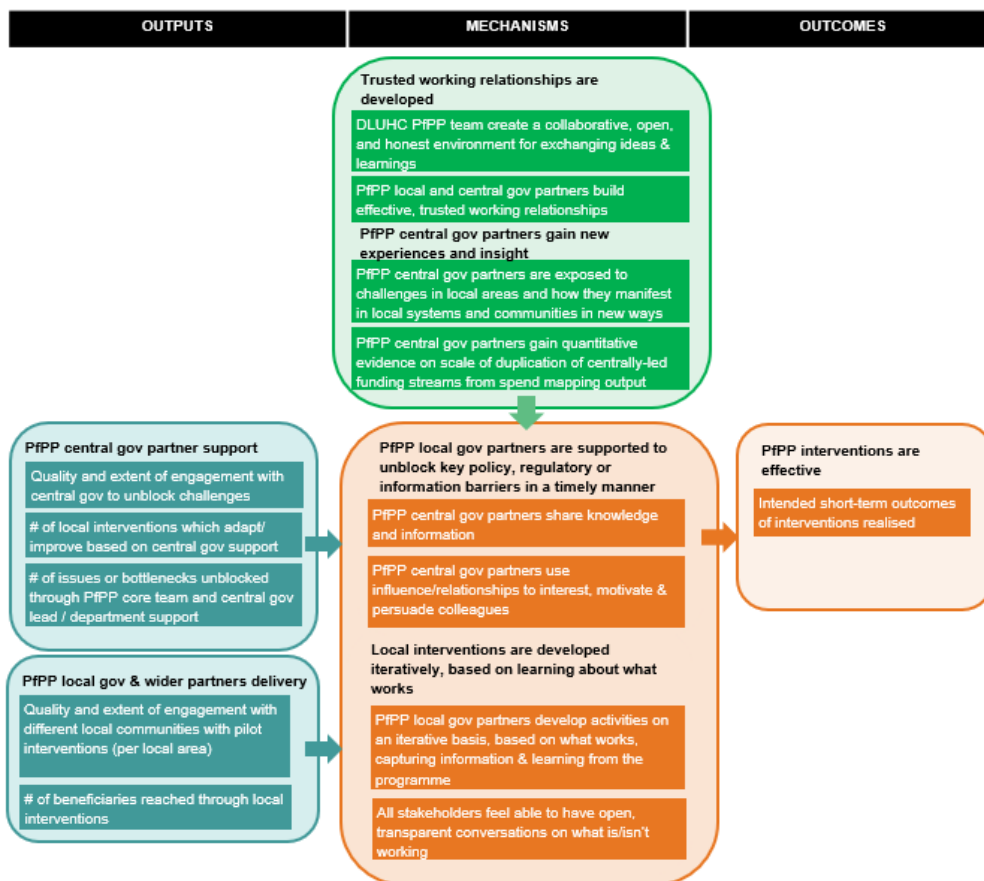 OUTPUTS
MECHANISMS
OUTCOMES
Trusted working relationships are
developed
DLUHC PfPP team create a collaborative, open,
and honest environment for exchanging ideas &
learnings
PfPP local and central gov partners build
effective, trusted working relationships
PfPP central gov partners gain new
experiences and insight
PfPP central gov partners are exposed to
challenges in local areas and how they manifest
in local systems and communities in new ways
PfPP central gov partners gain quantitative
evidence on scale of duplication of centrally-led
funding streams from spend mapping output
PfPP central gov partner support
Quality and extent of engagement with
central gov to unblock challenges
# of local interventions which adapt/
improve based on central gov support
# of issues or bottlenecks unblocked
through PfPP core team and central gov
lead / department support
PfPP local gov & wider partners delivery
Quality and extent of engagement with
different local communities with pilot
interventions (per local area)
# of beneficiaries reached through local
interventions
PfPP local gov partners are supported to
unblock key policy, regulatory or
information barriers in a timely manner
PfPP central gov partners share knowledge
and information
PfPP central gov partners use
influence/relationships to interest, motivate &
persuade colleagues
Local interventions are developed
iteratively, based on learning about what
works
PfPP local gov partners develop activities on
an iterative basis, based on what works,
capturing information & learning from the
programme
All stakeholders feel able to have open,
transparent conversations on what is/isn't
working
PfPP interventions are
effective
Intended short-term outcomes
of interventions realised